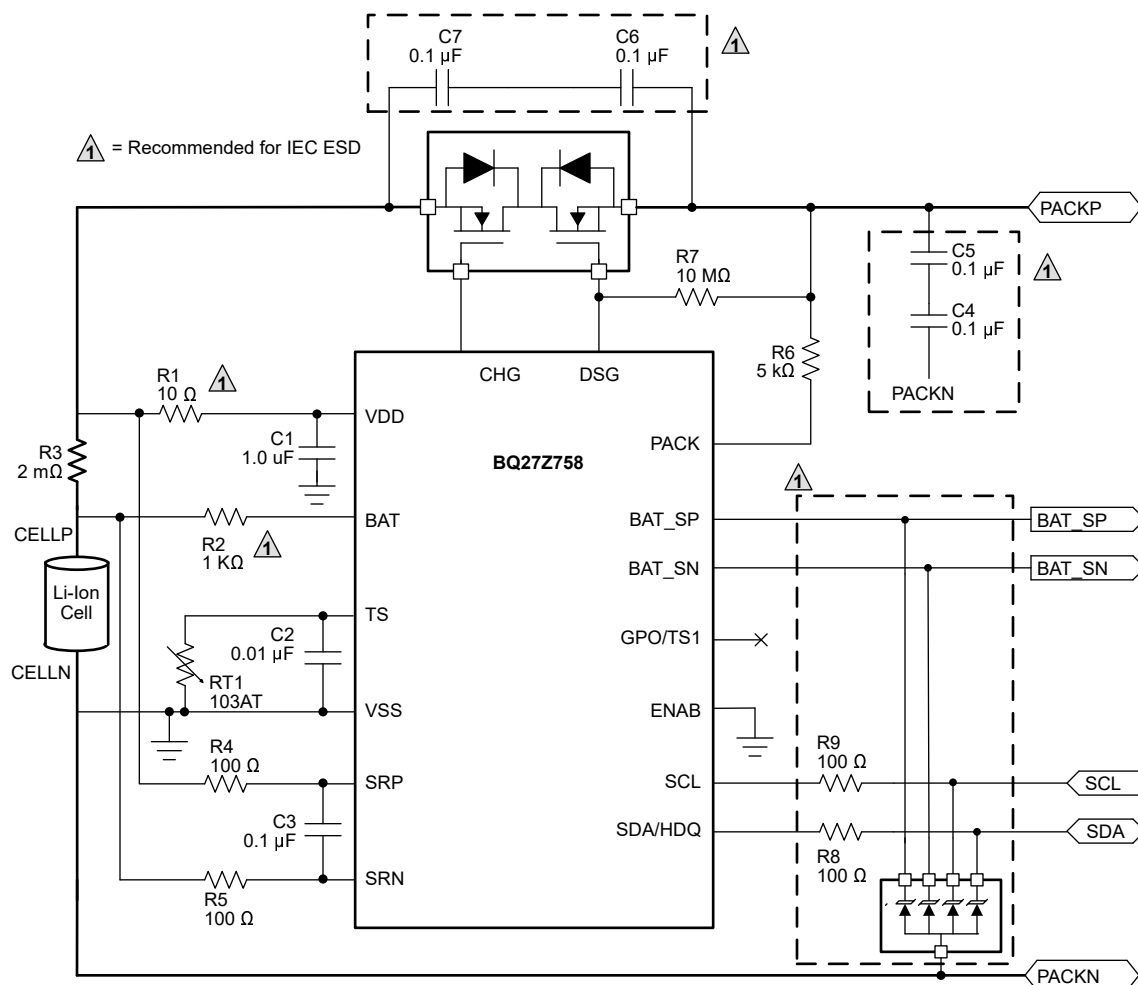 C7
0.1 µF
C6
0.1 µF
1
1 = Recommended for IEC ESD
PACKP
C5
0.1 µF
1
C4
0.1 µF
PACKN
R7
10 MΩ
R6
5 kΩ
CHG
DSG
R1
10 Ω
1
VDD
C1
1.0 uF
R3
2 mΩ
PACK
BQ27Z758
1
CELLP
R2
1 KΩ
1
BAT
BAT_SP
BAT_SP
BAT_SN
BAT_SN
Li-Ion
Cell
TS
C2
0.01 µF
GPO/TS1
CELLN
RT1
103AT
VSS
ENAB
R4
100 Ω
SRP
R9
100 Ω
SCL
SCL
C3
0.1 µF
SDA/HDQ
SDA
R8
100 Ω
R5
100 Ω
SRN
PACKN